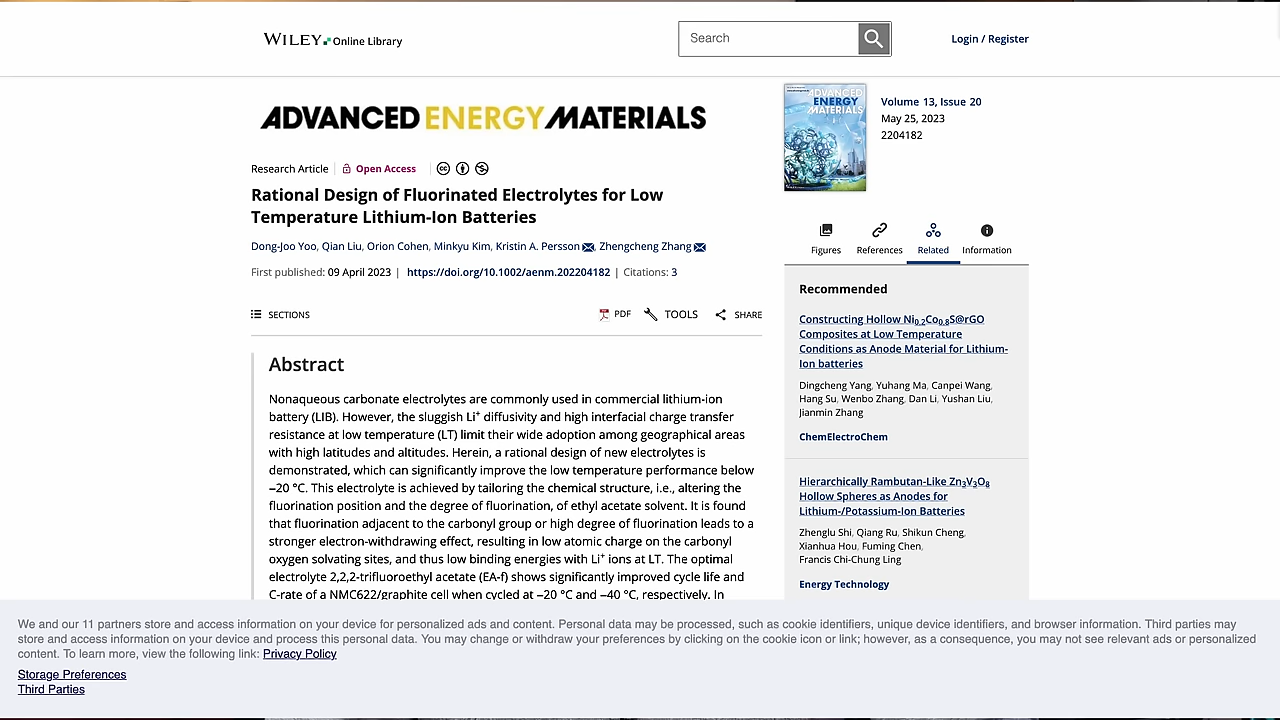 WILEY Online Library
Search
Login / Register
ADVANCED ENERGY MATERIALS
Research Article
Open Access
Rational Design of Fluorinated Electrolytes for Low
Temperature Lithium-Ion Batteries
Dong-Joo Yoo, Qian Liu, Orion Cohen, Minkyu Kim, Kristin A. Persson, Zhengcheng Zhang
First published: 09 April 2023 | https://doi.org/10.1002/aenm.202204182 | Citations: 3
SECTIONS
PDF
TOOLS
SHARE
Abstract
Nonaqueous carbonate electrolytes are commonly used in commercial lithium-ion
battery (LIB). However, the sluggish Li⁺ diffusivity and high interfacial charge transfer
resistance at low temperature (LT) limit their wide adoption among geographical areas
with high latitudes and altitudes. Herein, a rational design of new electrolytes is
demonstrated, which can significantly improve the low temperature performance below
−20 °C. This electrolyte is achieved by tailoring the chemical structure, i.e., altering the
fluorination position and the degree of fluorination, of ethyl acetate solvent. It is found
that fluorination adjacent to the carbonyl group or high degree of fluorination leads to a
stronger electron-withdrawing effect, resulting in low atomic charge on the carbonyl
oxygen solvating sites, and thus low binding energies with Li⁺ ions at LT. The optimal
electrolyte 2,2,2-trifluoroethyl acetate (EA-f) shows significantly improved cycle life and
C-rate of a NMC622/graphite cell when cycled at −20 °C and −40 °C, respectively. In
ADVANCED
ENERGY
MATERIALS
Volume 13, Issue 20
May 25, 2023
2204182
Figures
References
Related
Information
Recommended
Constructing Hollow Ni₀.₂Co₀.₈S@rGO
Composites at Low Temperature
Conditions as Anode Material for Lithium-
Ion batteries
Dingcheng Yang, Yuhang Ma, Canpei Wang,
Hang Su, Wenbo Zhang, Dan Li, Yushan Liu,
Jianmin Zhang
ChemElectroChem
Hierarchically Rambutan-Like Zn₃V₃O₈
Hollow Spheres as Anodes for
Lithium-/Potassium-Ion Batteries
Zhenglu Shi, Qiang Ru, Shikun Cheng,
Xianhua Hou, Fuming Chen,
Francis Chi-Chung Ling
Energy Technology
We and our 11 partners store and access information on your device for personalized ads and content. Personal data may be processed, such as cookie identifiers, unique device identifiers, and browser information. Third parties may
store and access information on your device and process this personal data. You may change or withdraw your preferences by clicking on the cookie icon or link; however, as a consequence, you may not see relevant ads or personalized
content. To learn more, view the following link: Privacy Policy
Storage Preferences
Third Parties